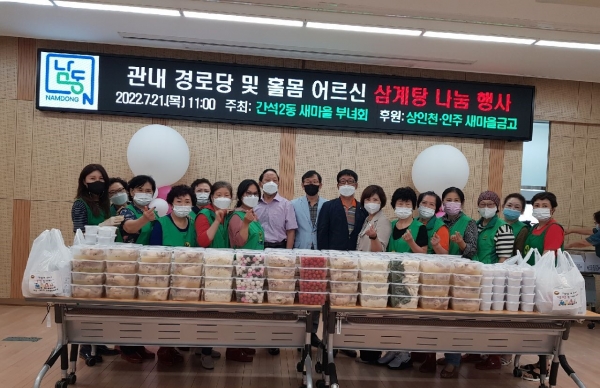 남동N
NAMDONG
관내 경로당 및 홀몸 어르신 삼계탕 나눔 행사
2022.7.21.(목) 11:00 주최: 간석2동 새마을 부녀회 후원: 상인천·인주 새마을금고